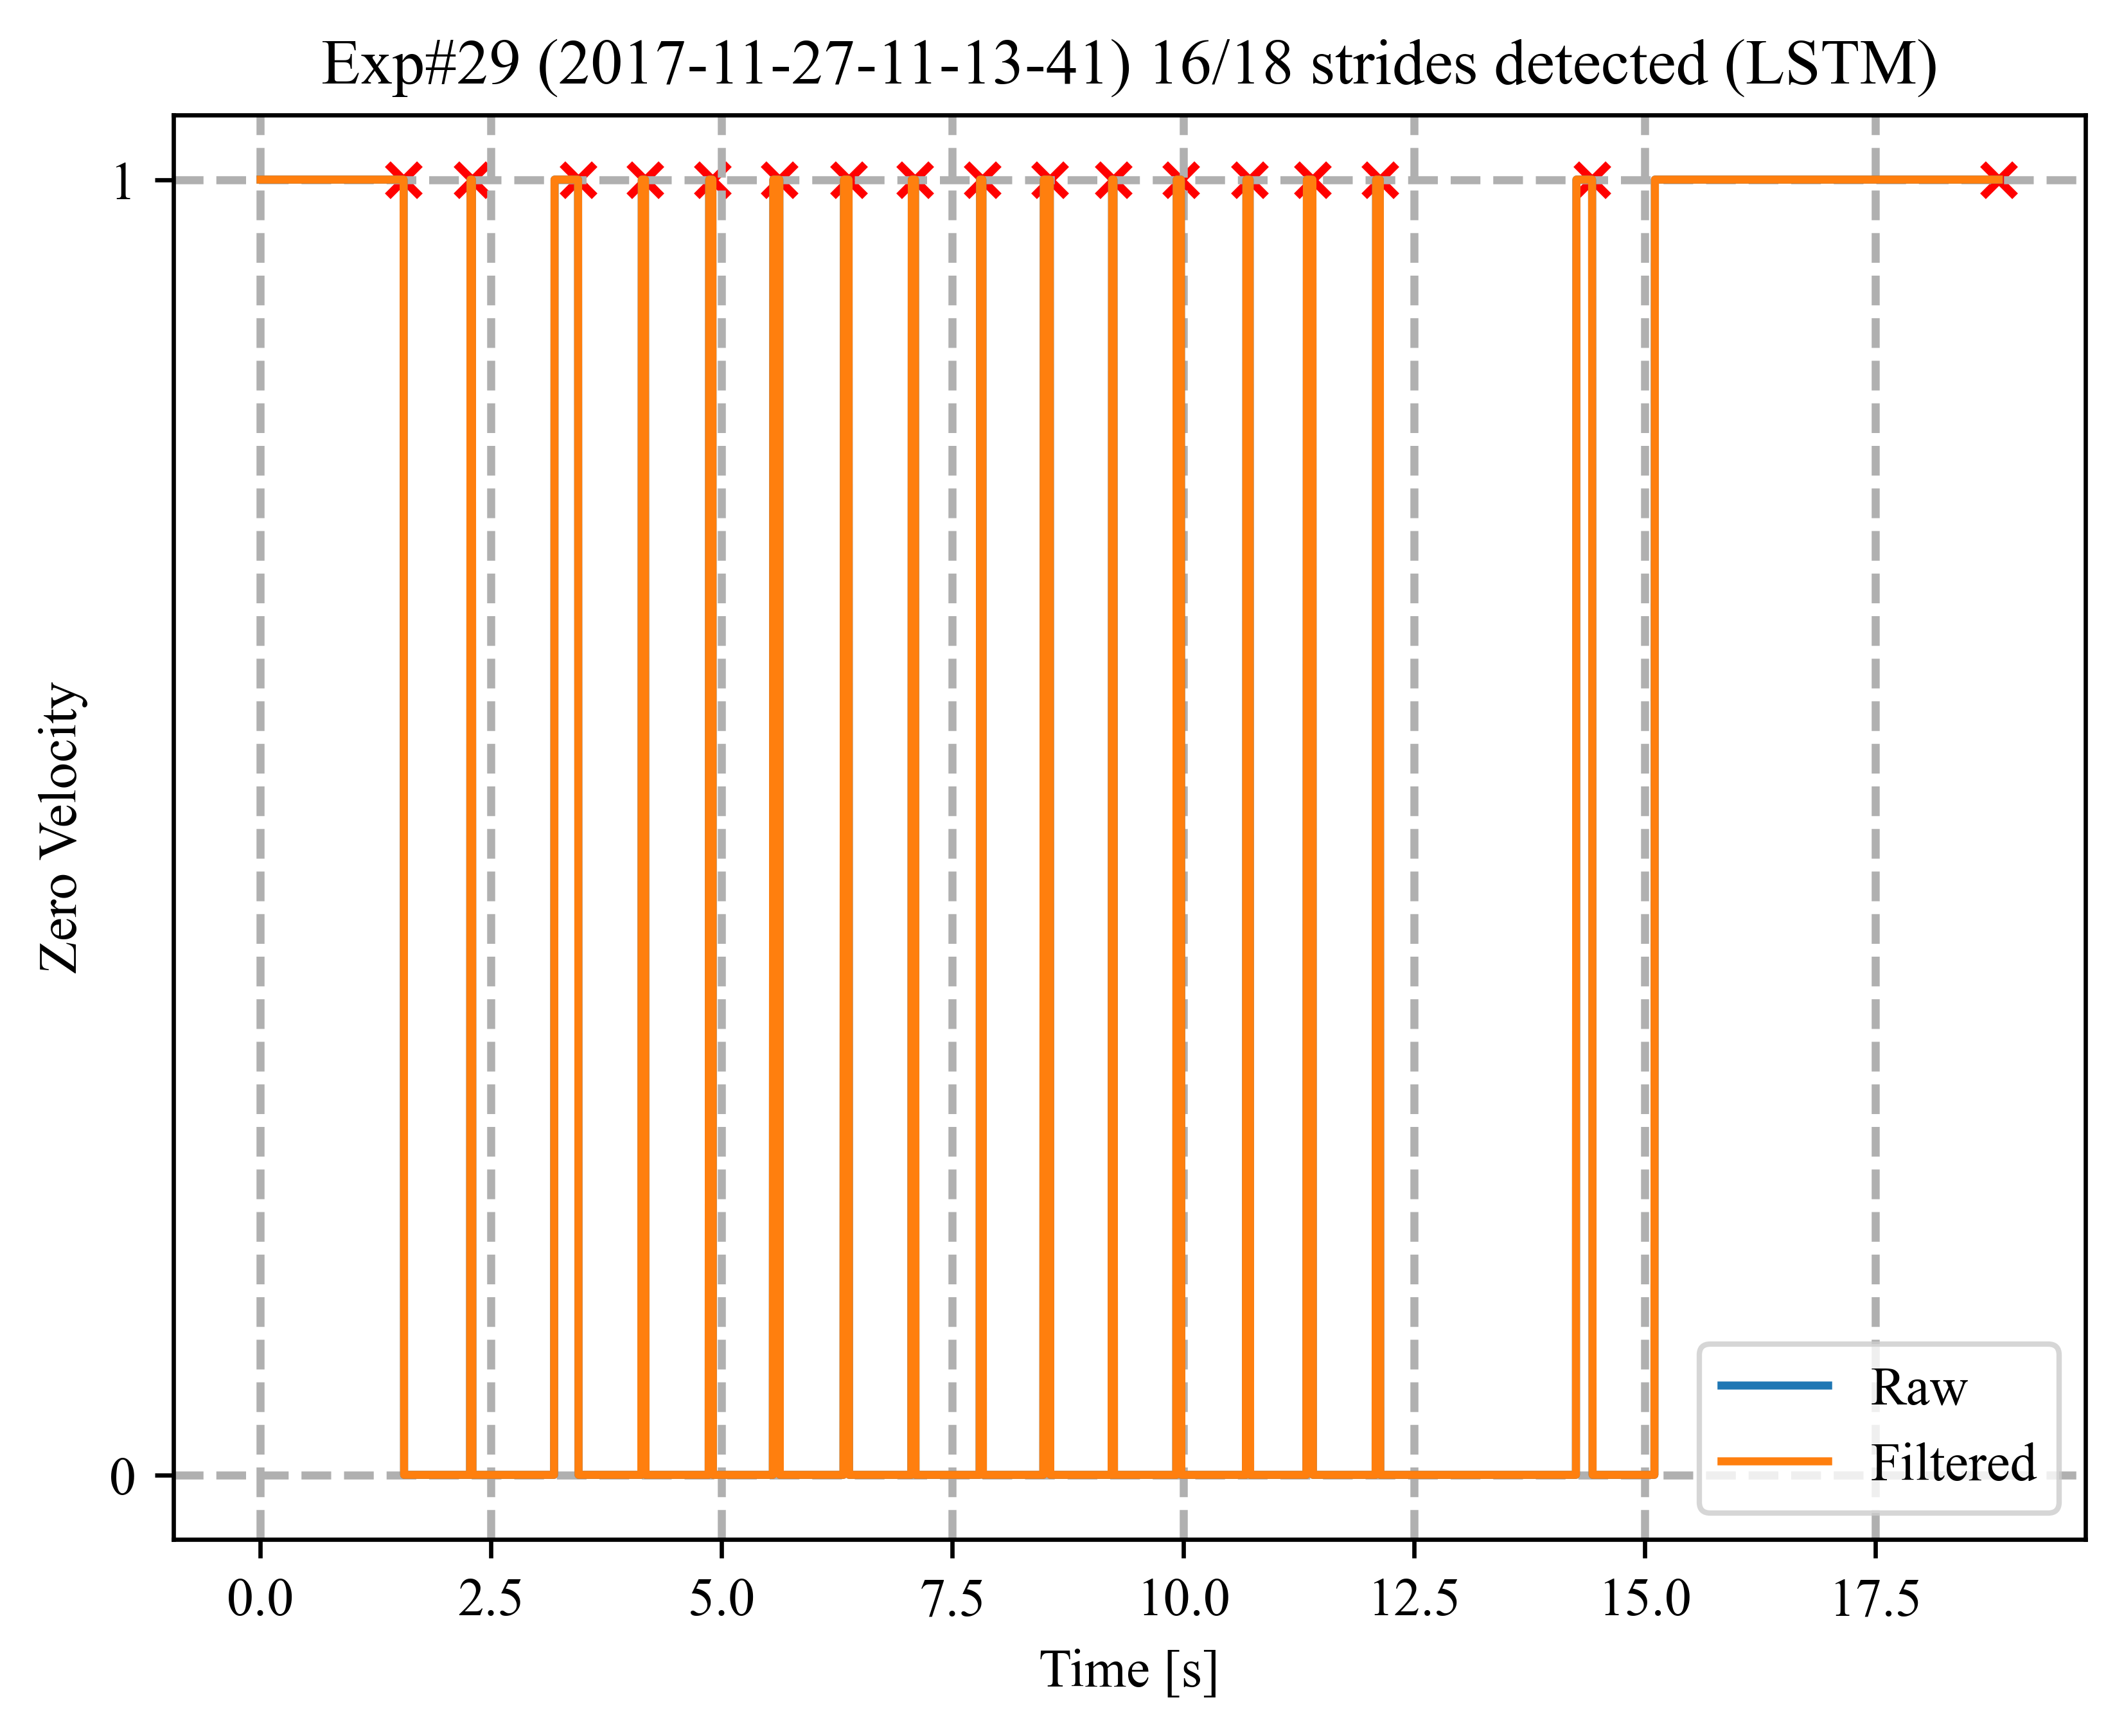 Exp#29 (2017-11-27-11-13-41) 16/18 strides detected (LSTM)
1
Zero Velocity
0
Raw
Filtered
0.0 2.5 5.0 7.5 10.0 12.5 15.0 17.5
Time [s]